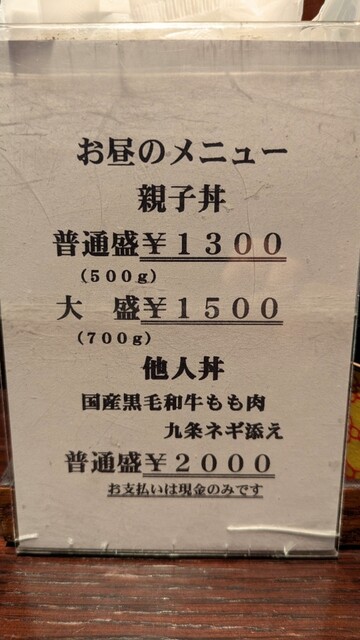 お昼のメニュー
親子丼
普通盛￥１３００
（５００ｇ）
大　盛￥１５００
（７００ｇ）
他人丼
国産黒毛和牛もも肉
九条ネギ添え
普通盛￥２０００
お支払いは現金のみです